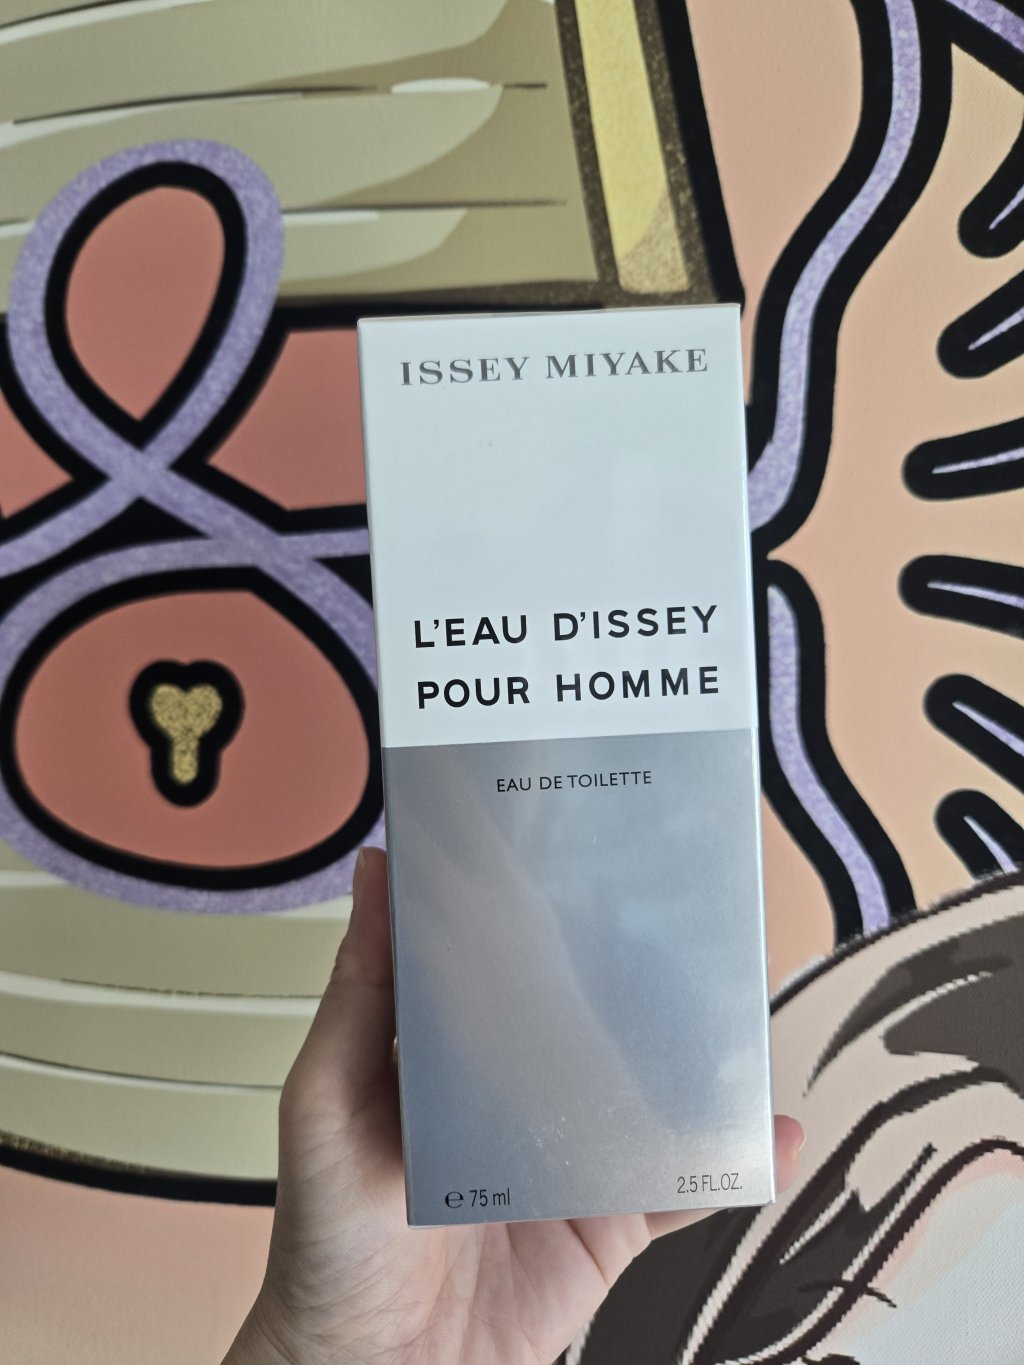 ISSEY MIYAKE
L'EAU D'ISSEY
POUR HOMME
EAU DE TOILETTE
℮ 75 ml
2.5 FL.OZ.